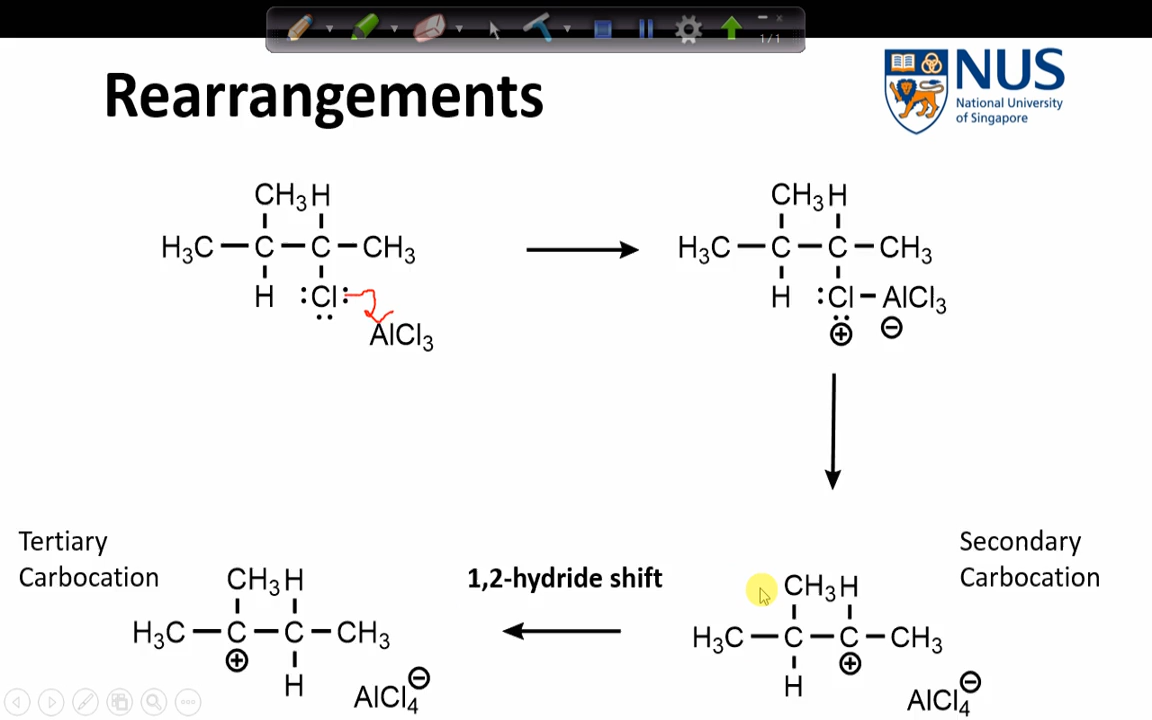 1/1
Rearrangements
NUS
National University
of Singapore
CH₃ H
H₃C – C – C – CH₃
H :Cl:
AlCl₃
CH₃ H
H₃C – C – C – CH₃
H :Cl – AlCl₃
⊕ ⊖
Tertiary
Carbocation
1,2-hydride shift
Secondary
Carbocation
CH₃ H
H₃C – C – C – CH₃
⊕
H
AlCl₄⊖
CH₃ H
H₃C – C – C – CH₃
⊕
H
AlCl₄⊖